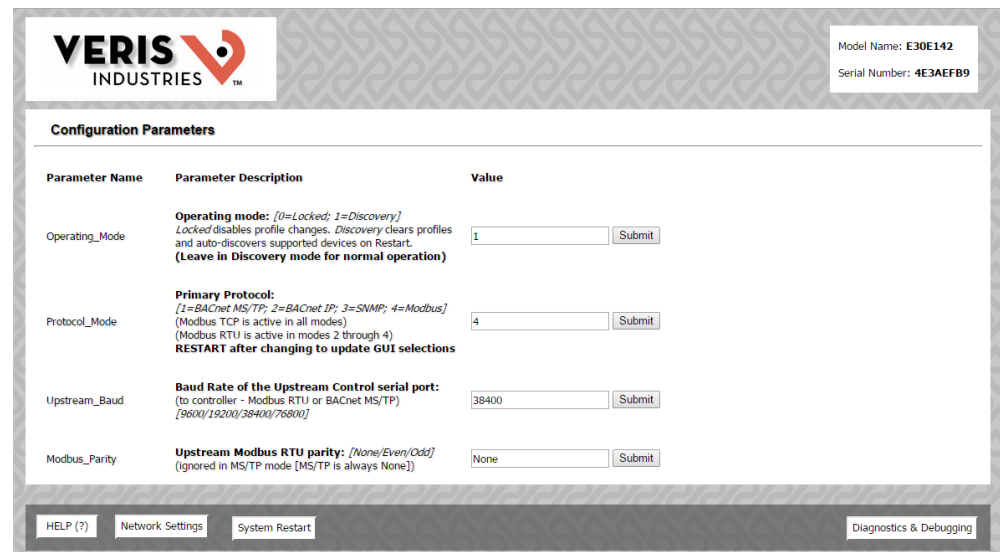 VERIS
INDUSTRIES
TM
Model Name: E30E142
Serial Number: 4E3AEFB9
Configuration Parameters
Parameter Name Parameter Description Value
Operating_Mode
Operating mode: [0=Locked; 1=Discovery]
Locked disables profile changes. Discovery clears profiles
and auto-discovers supported devices on Restart.
(Leave in Discovery mode for normal operation)
1 Submit
Protocol_Mode
Primary Protocol:
[1=BACnet MS/TP; 2=BACnet IP; 3=SNMP; 4=Modbus]
(Modbus TCP is active in all modes)
(Modbus RTU is active in modes 2 through 4)
RESTART after changing to update GUI selections
4 Submit
Upstream_Baud
Baud Rate of the Upstream Control serial port:
(to controller - Modbus RTU or BACnet MS/TP)
[9600/19200/38400/76800]
38400 Submit
Modbus_Parity
Upstream Modbus RTU parity: [None/Even/Odd]
(ignored in MS/TP mode [MS/TP is always None])
None Submit
HELP (?) Network Settings System Restart Diagnostics & Debugging